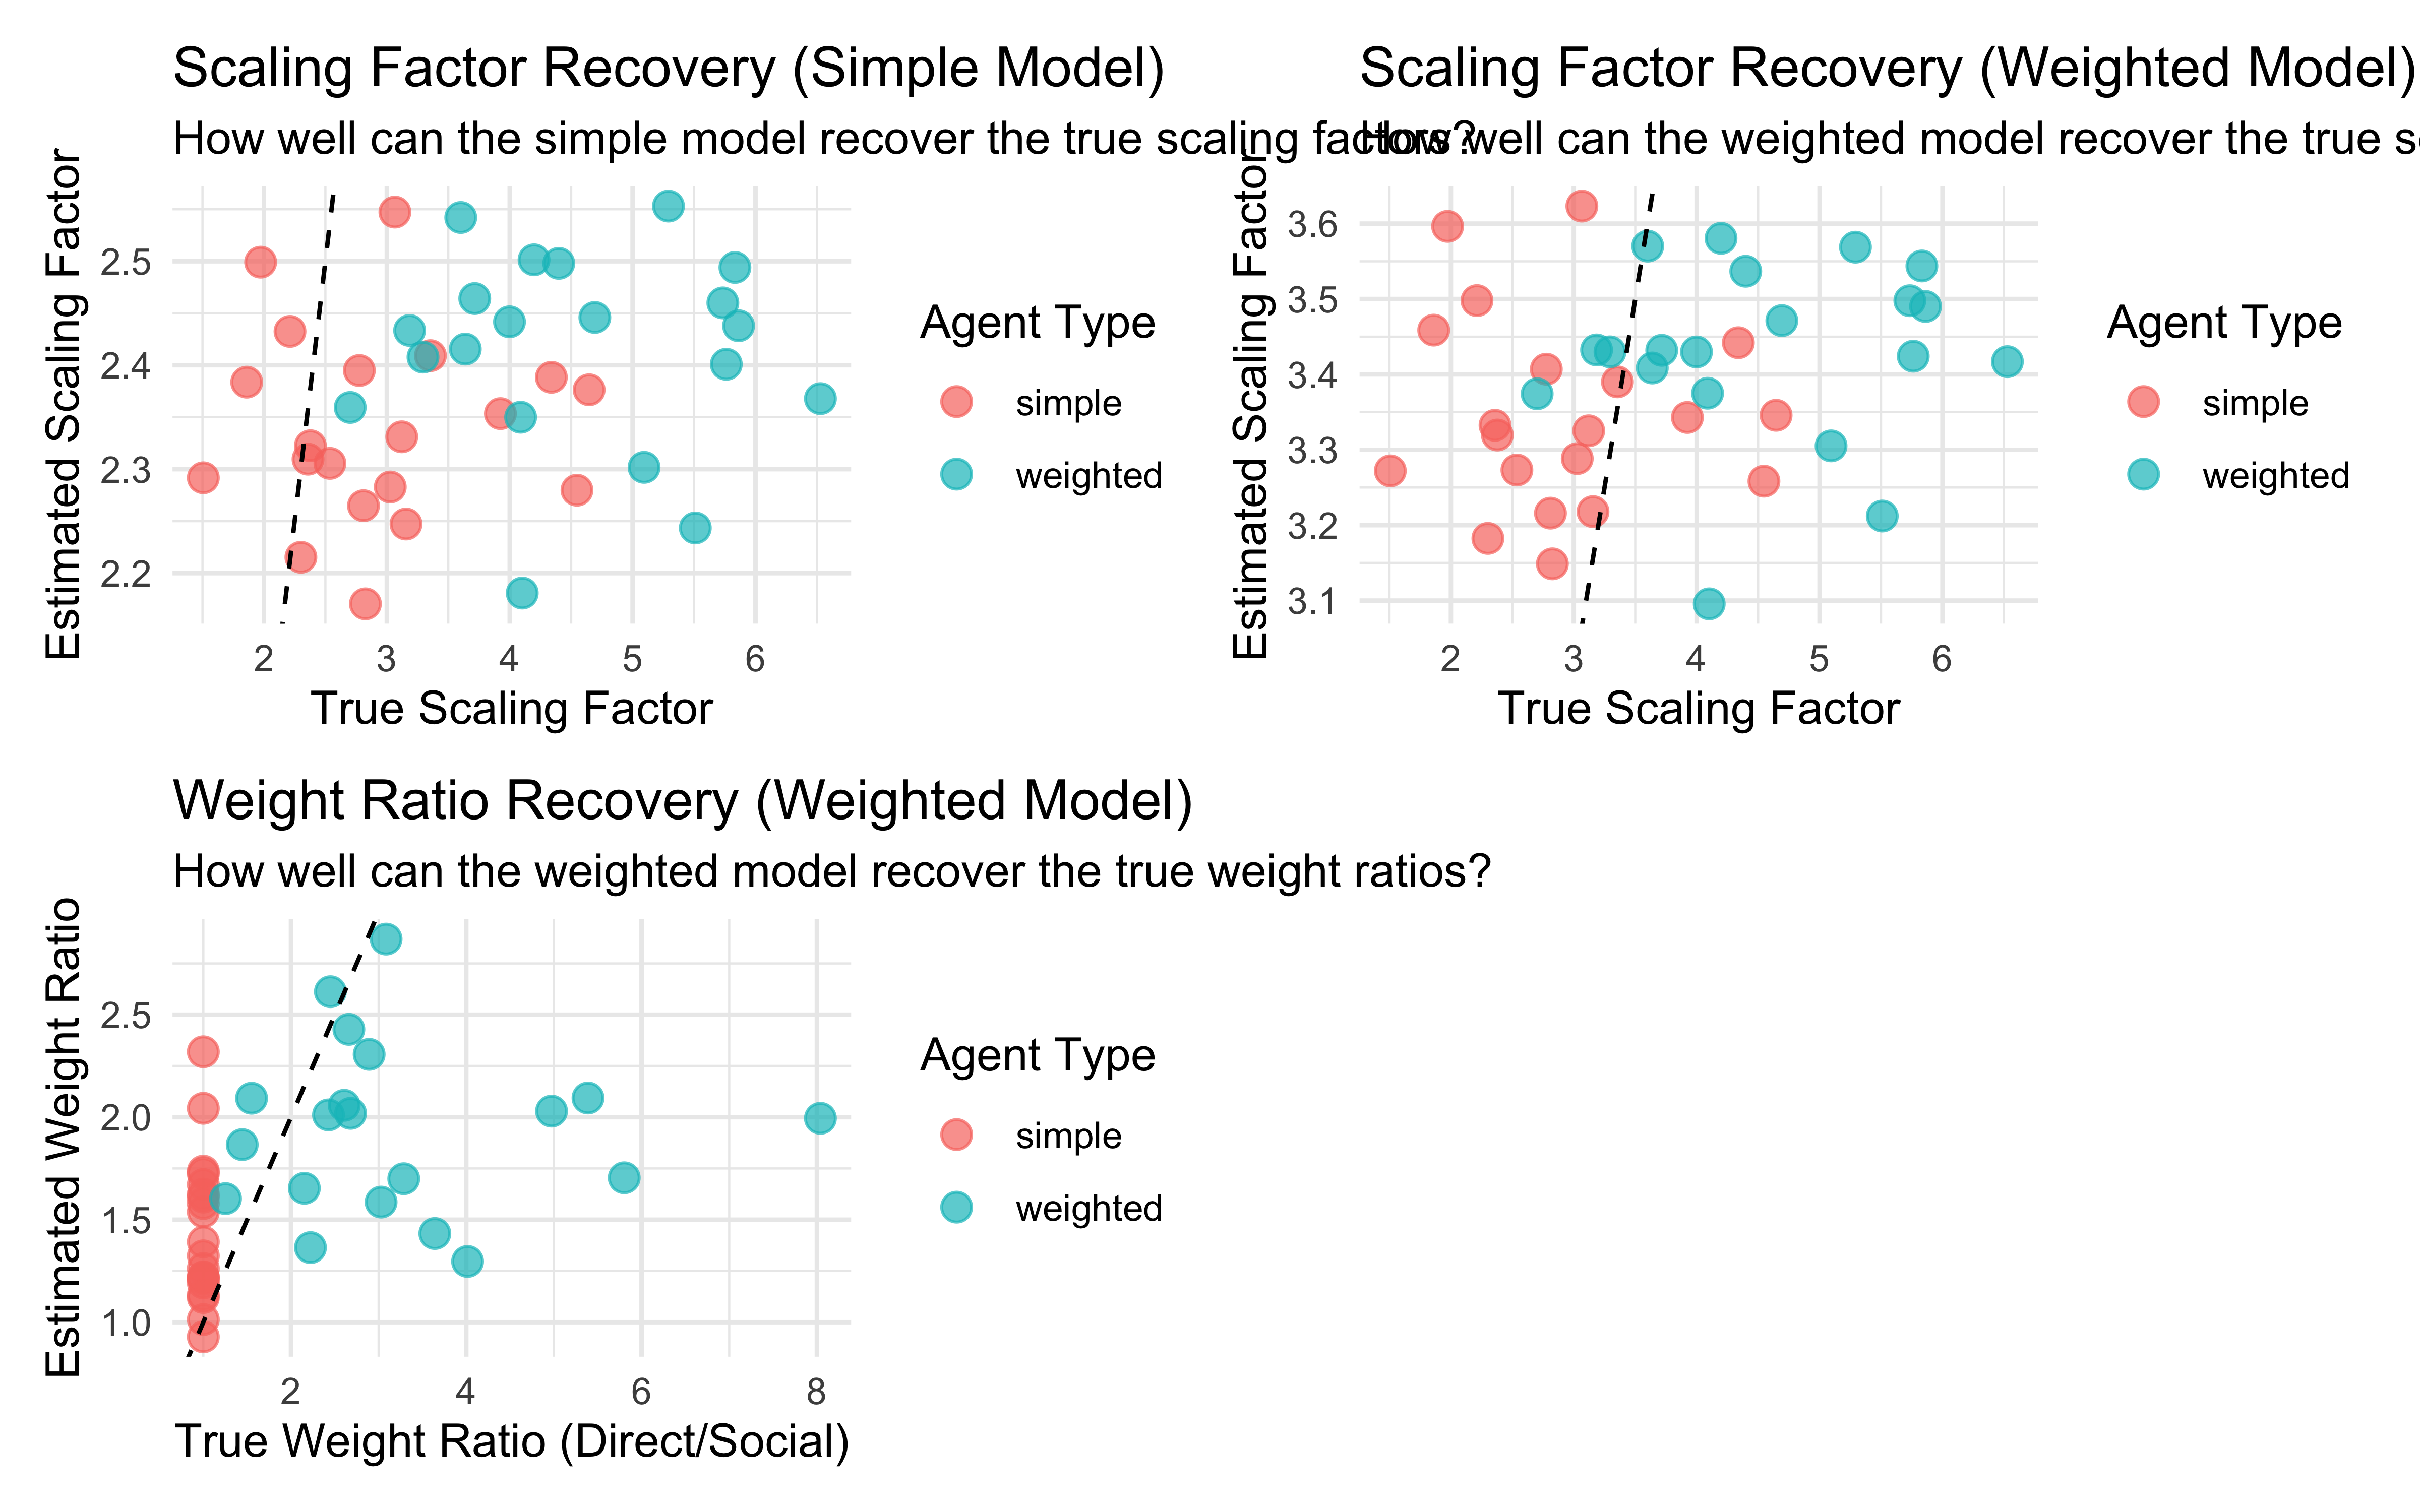 Scaling Factor Recovery (Simple Model)
How well can the simple model recover the true scaling factors?
Estimated Scaling Factor
2.5
2.4
2.3
2.2
2
3
4
5
6
True Scaling Factor
Agent Type
simple
weighted
Scaling Factor Recovery (Weighted Model)
How well can the weighted model recover the true s
Estimated Scaling Factor
3.6
3.5
3.4
3.3
3.2
3.1
2
3
4
5
6
True Scaling Factor
Agent Type
simple
weighted
Weight Ratio Recovery (Weighted Model)
How well can the weighted model recover the true weight ratios?
Estimated Weight Ratio
2.5
2.0
1.5
1.0
2
4
6
8
True Weight Ratio (Direct/Social)
Agent Type
simple
weighted